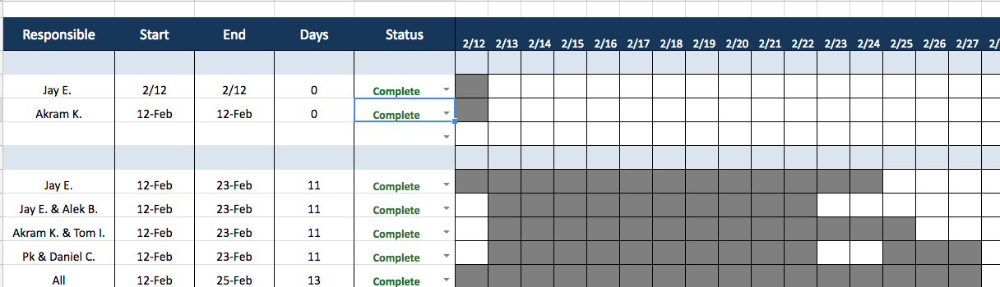 Responsible Start End Days Status 2/12 2/13 2/14 2/15 2/16 2/17 2/18 2/19 2/20 2/21 2/22 2/23 2/24 2/25 2/26 2/27 2/
Jay E. 2/12 2/12 0 Complete
Akram K. 12-Feb 12-Feb 0 Complete
Jay E. 12-Feb 23-Feb 11 Complete
Jay E. & Alek B. 12-Feb 23-Feb 11 Complete
Akram K. & Tom I. 12-Feb 23-Feb 11 Complete
Pk & Daniel C. 12-Feb 23-Feb 11 Complete
All 12-Feb 25-Feb 13 Complete